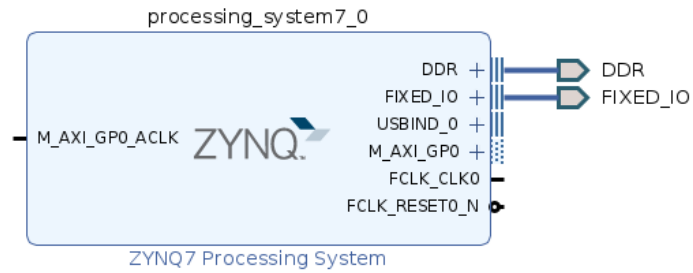 processing_system7_0
DDR
DDR
FIXED_IO
FIXED_IO
USBIND_0
M_AXI_GP0_ACLK
ZYNQ
M_AXI_GP0
FCLK_CLK0
FCLK_RESET0_N
ZYNQ7 Processing System